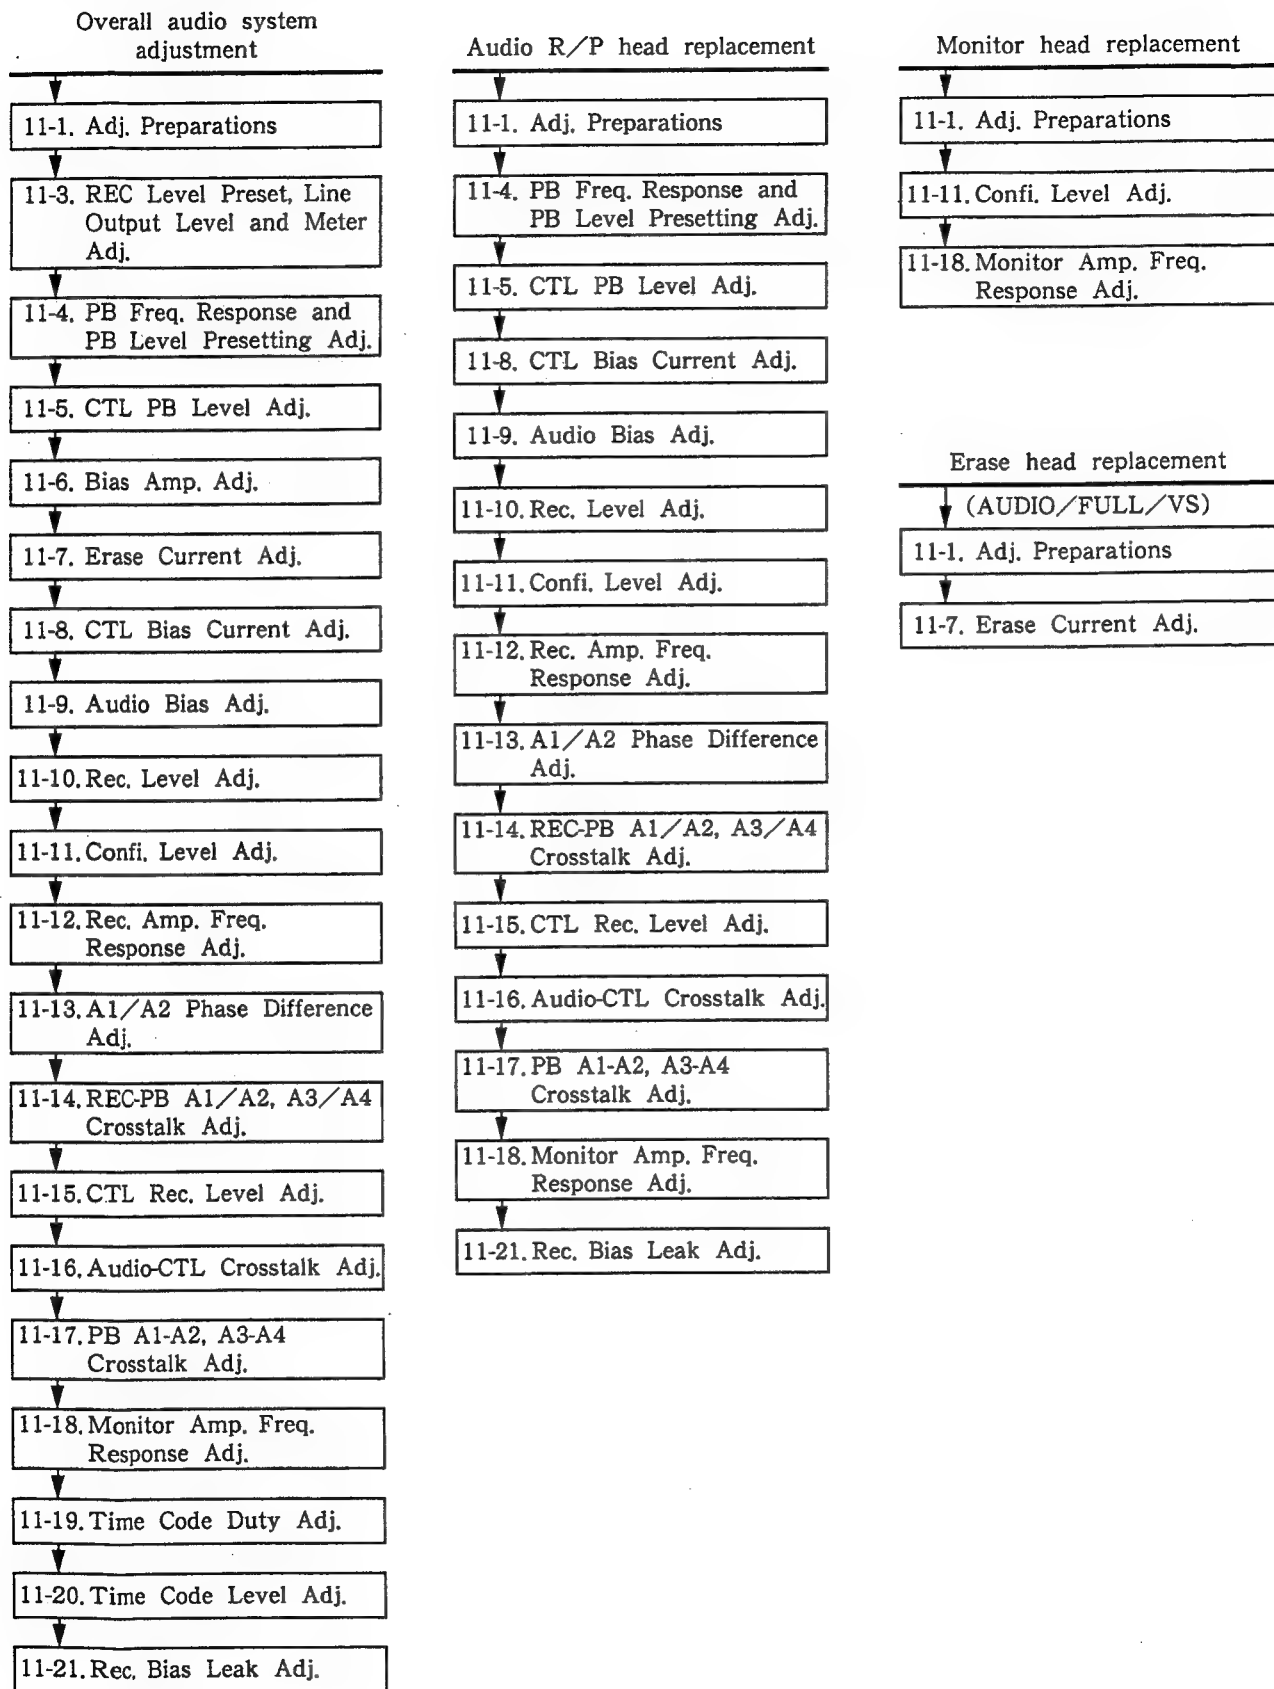 Overall audio system
adjustment
11-1. Adj. Preparations
11-3. REC Level Preset, Line
Output Level and Meter
Adj.
11-4. PB Freq. Response and
PB Level Presetting Adj.
11-5. CTL PB Level Adj.
11-6. Bias Amp. Adj.
11-7. Erase Current Adj.
11-8. CTL Bias Current Adj.
11-9. Audio Bias Adj.
11-10. Rec. Level Adj.
11-11. Confi. Level Adj.
11-12. Rec. Amp. Freq.
Response Adj.
11-13. A1/A2 Phase Difference
Adj.
11-14. REC-PB A1/A2, A3/A4
Crosstalk Adj.
11-15. CTL Rec. Level Adj.
11-16. Audio-CTL Crosstalk Adj.
11-17. PB A1-A2, A3-A4
Crosstalk Adj.
11-18. Monitor Amp. Freq.
Response Adj.
11-19. Time Code Duty Adj.
11-20. Time Code Level Adj.
11-21. Rec. Bias Leak Adj.
Audio R/P head replacement
11-1. Adj. Preparations
11-4. PB Freq. Response and
PB Level Presetting Adj.
11-5. CTL PB Level Adj.
11-8. CTL Bias Current Adj.
11-9. Audio Bias Adj.
11-10. Rec. Level Adj.
11-11. Confi. Level Adj.
11-12. Rec. Amp. Freq.
Response Adj.
11-13. A1/A2 Phase Difference
Adj.
11-14. REC-PB A1/A2, A3/A4
Crosstalk Adj.
11-15. CTL Rec. Level Adj.
11-16. Audio-CTL Crosstalk Adj.
11-17. PB A1-A2, A3-A4
Crosstalk Adj.
11-18. Monitor Amp. Freq.
Response Adj.
11-21. Rec. Bias Leak Adj.
Monitor head replacement
11-1. Adj. Preparations
11-11. Confi. Level Adj.
11-18. Monitor Amp. Freq.
Response Adj.
Erase head replacement
(AUDIO/FULL/VS)
11-1. Adj. Preparations
11-7. Erase Current Adj.